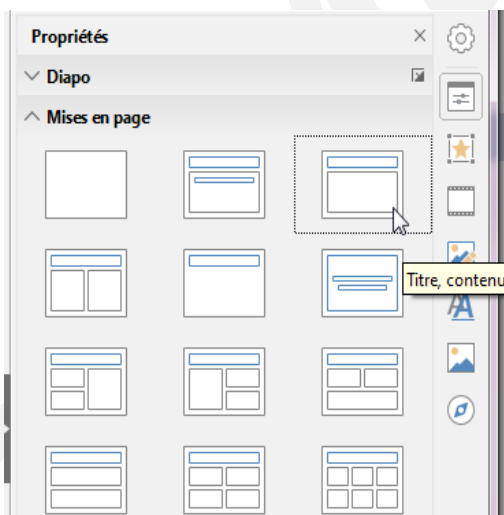 Propriétés
Diapo
Mises en page
Titre, contenu